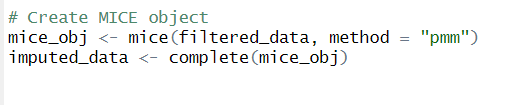 # Create MICE object
mice_obj <- mice(filtered_data, method = "pmm")
imputed_data <- complete(mice_obj)